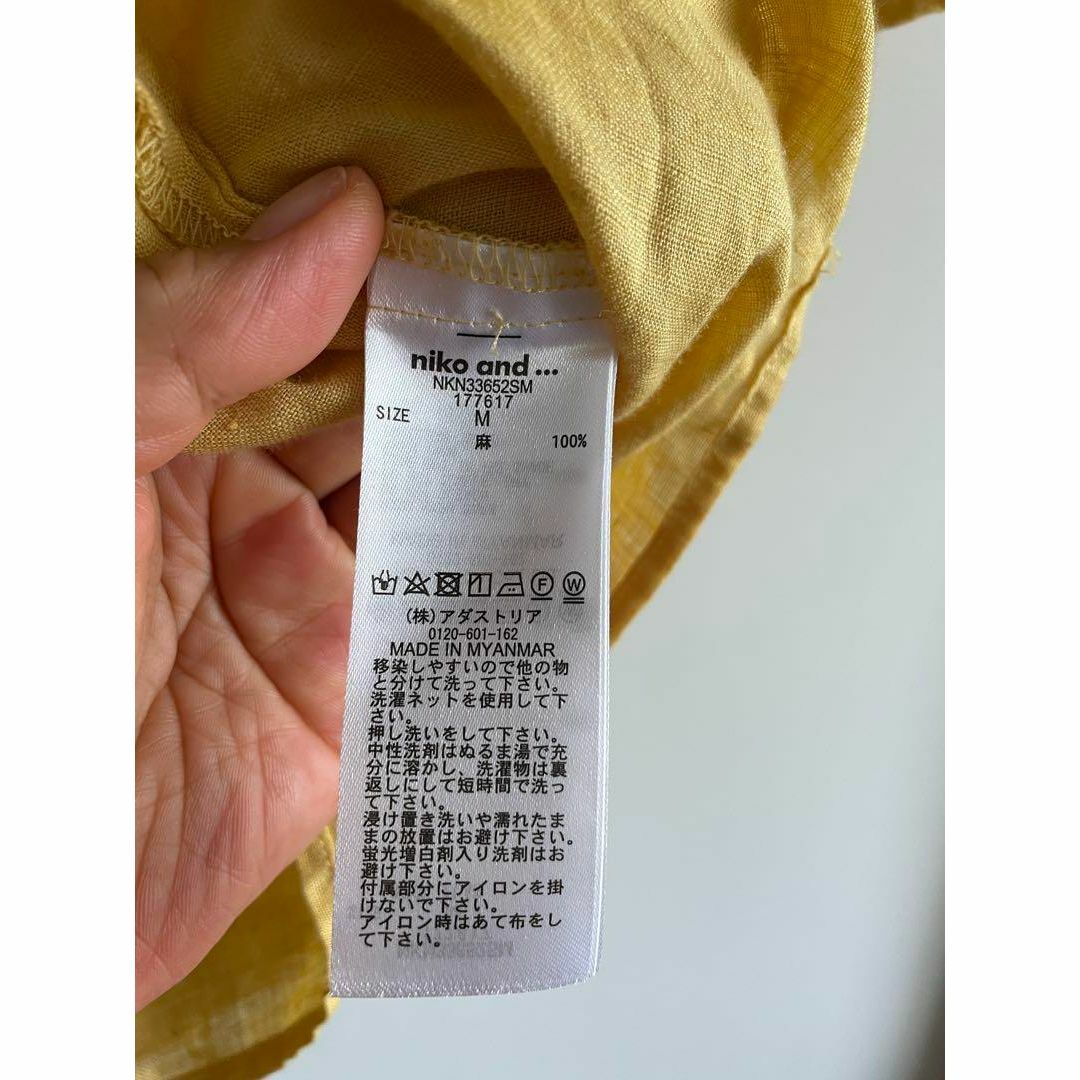 niko and ...
NKN33652SM
177617
SIZE M
麻 100%
(株)アダストリア
0120-601-162
MADE IN MYANMAR
移染しやすいので他の物
と分けて洗って下さい。
洗濯ネットを使用して下
さい。
押し洗いをして下さい。
中性洗剤はぬるま湯で充
分に溶かし、洗濯物は裏
返しにして短時間で洗っ
て下さい。
浸け置き洗いや濡れたま
まの放置はお避け下さい。
蛍光増白剤入り洗剤はお
避け下さい。
付属部分にアイロンを掛
けないで下さい。
アイロン時はあて布をし
て下さい。